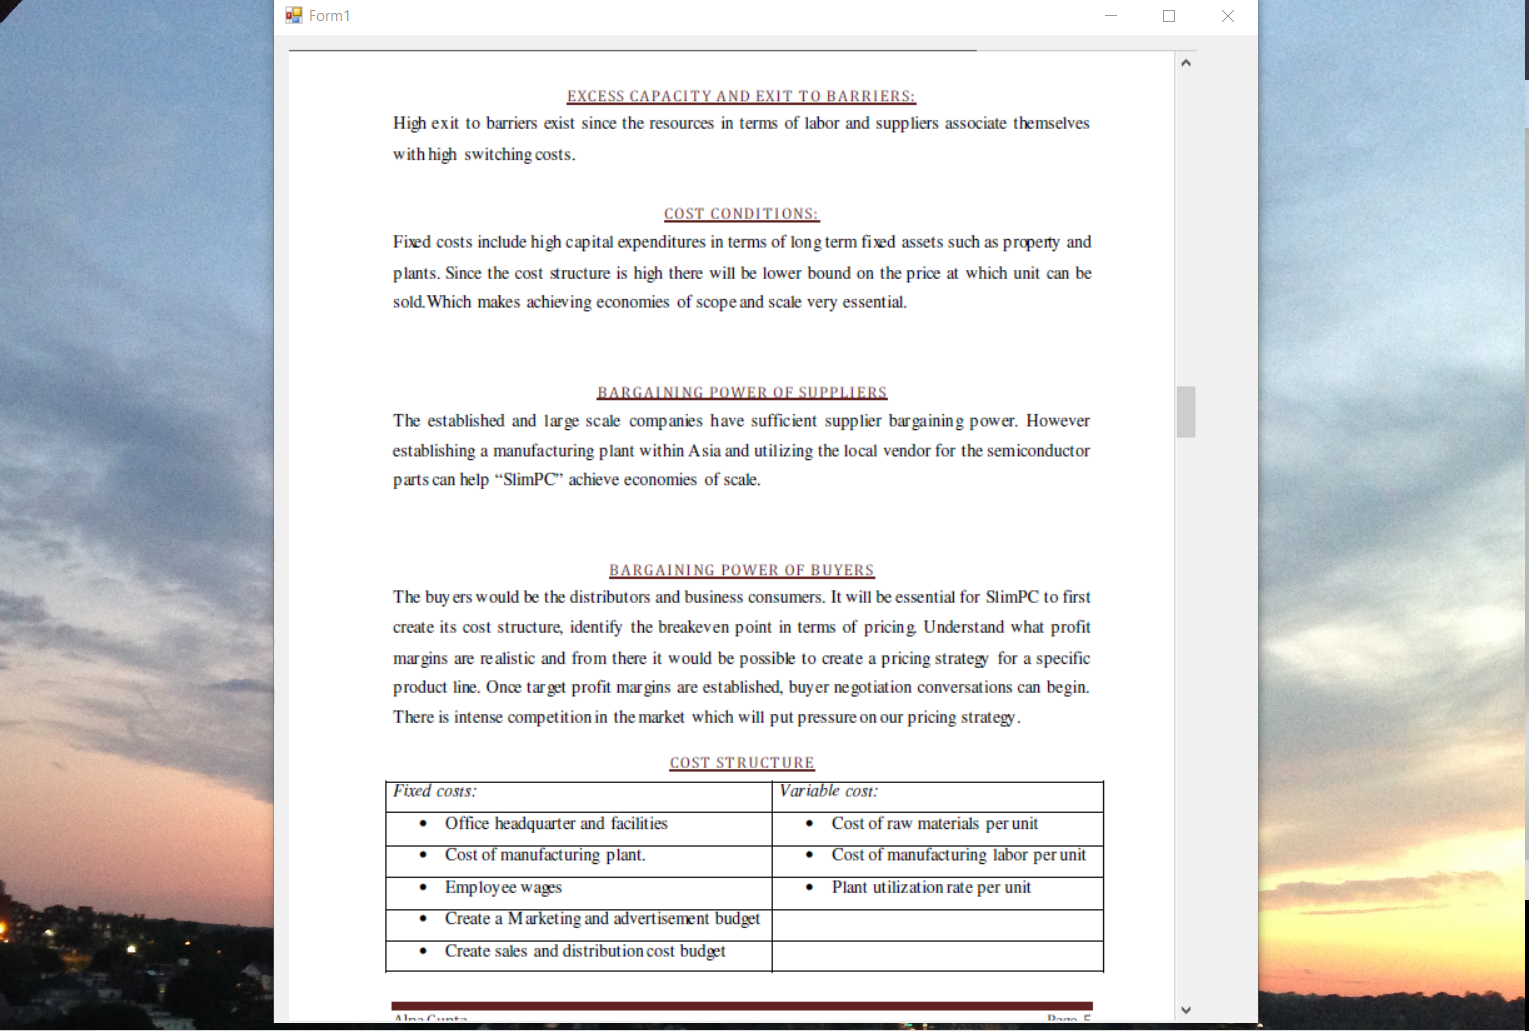 Form1
EXCESS CAPACITY AND EXIT TO BARRIERS:
High exit to barriers exist since the resources in terms of labor and suppliers associate themselves
with high switching costs.
COST CONDITIONS:
Fixed costs include high capital expenditures in terms of long term fixed assets such as property and
plants. Since the cost structure is high there will be lower bound on the price at which unit can be
sold.Which makes achieving economies of scope and scale very essential.
BARGAINING POWER OF SUPPLIERS
The established and large scale companies have sufficient supplier bargaining power. However
establishing a manufacturing plant within Asia and utilizing the local vendor for the semiconductor
parts can help “SlimPC” achieve economies of scale.
BARGAINING POWER OF BUYERS
The buyers would be the distributors and business consumers. It will be essential for SlimPC to first
create its cost structure, identify the breakeven point in terms of pricing. Understand what profit
margins are realistic and from there it would be possible to create a pricing strategy for a specific
product line. Once target profit margins are established, buyer negotiation conversations can begin.
There is intense competition in the market which will put pressure on our pricing strategy.
COST STRUCTURE
Fixed costs: Variable cost:
• Office headquarter and facilities • Cost of raw materials per unit
• Cost of manufacturing plant. • Cost of manufacturing labor per unit
• Employee wages • Plant utilization rate per unit
• Create a Marketing and advertisement budget
• Create sales and distribution cost budget
Page 5